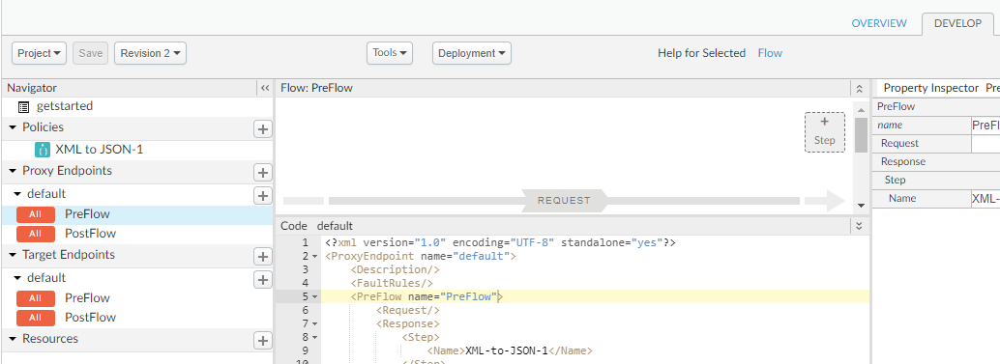 OVERVIEW DEVELOP
Project Save Revision 2 Tools Deployment Help for Selected Flow
Navigator
getstarted
Policies
XML to JSON-1
Proxy Endpoints
default
All PreFlow
All PostFlow
Target Endpoints
default
All PreFlow
All PostFlow
Resources
Flow: PreFlow
+
Step
REQUEST
Code default
1 <?xml version="1.0" encoding="UTF-8" standalone="yes"?>
2 <ProxyEndpoint name="default">
3 <Description/>
4 <FaultRules/>
5 <PreFlow name="PreFlow">
6 <Request/>
7 <Response>
8 <Step>
9 <Name>XML-to-JSON-1</Name>
10 </Step>
Property Inspector Pre
PreFlow
name PreFl
Request
Response
Step
Name XML-